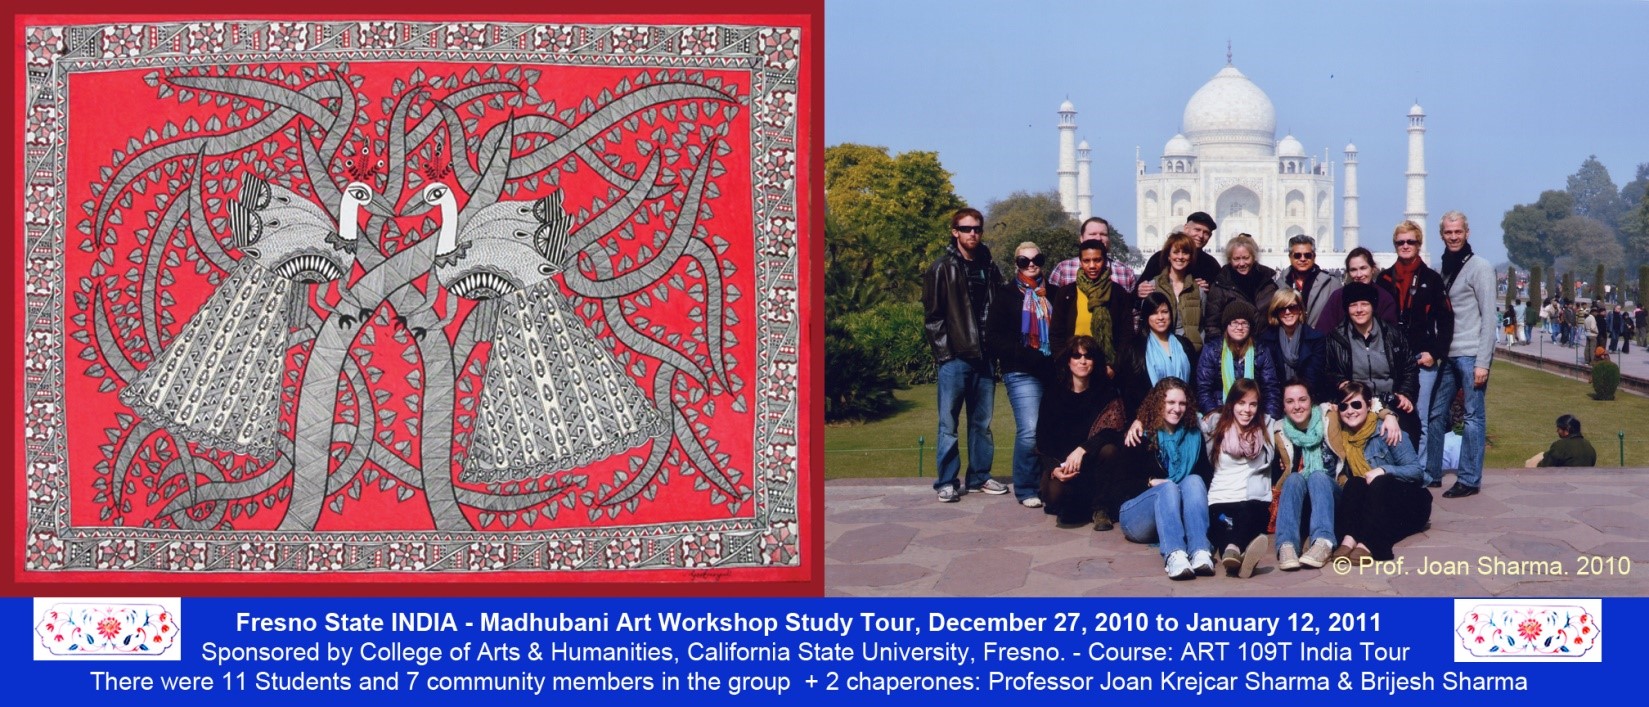 © Prof. Joan Sharma. 2010
Fresno State INDIA - Madhubani Art Workshop Study Tour, December 27, 2010 to January 12, 2011
Sponsored by College of Arts & Humanities, California State University, Fresno. - Course: ART 109T India Tour
There were 11 Students and 7 community members in the group + 2 chaperones: Professor Joan Krejcar Sharma & Brijesh Sharma